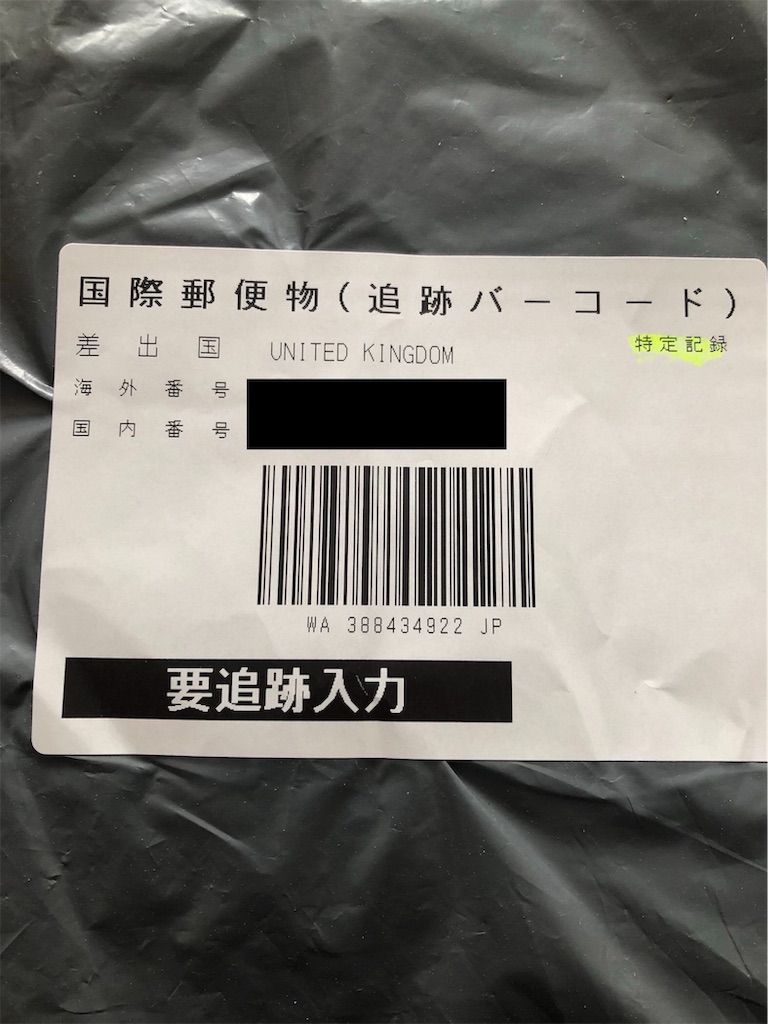 国際郵便物(追跡バーコード)
差出国 UNITED KINGDOM 特定記録
海外番号
国内番号
WA 388434922 JP
要追跡入力